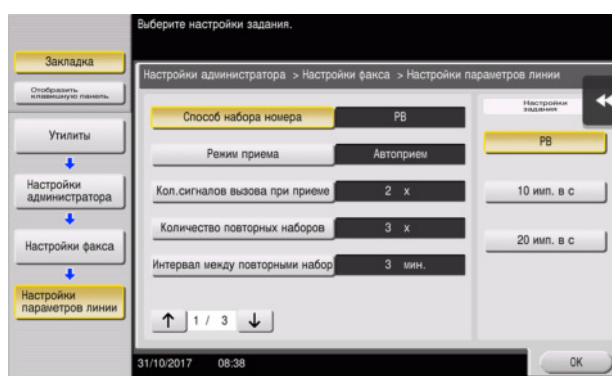 Выберите настройки задания.
Закладка
Отобразить
клавишную панель.
Утилиты
Настройки
администратора
Настройки факса
Настройки
параметров линии
Настройки администратора > Настройки факса > Настройки параметров линии
Способ набора номера PB
Режим приема Автоприем
Кол.сигналов вызова при приеме 2 x
Количество повторных наборов 3 x
Интервал между повторными набор 3 мин.
1 / 3
Настройки
задания
PB
10 имп. в с
20 имп. в с
31/10/2017 08:38
OK